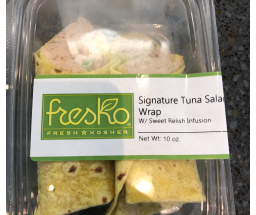 fresko
FRESH KOSHER
Signature Tuna Sala
Wrap
W/ Sweet Relish Infusion
Net Wt: 10 oz.